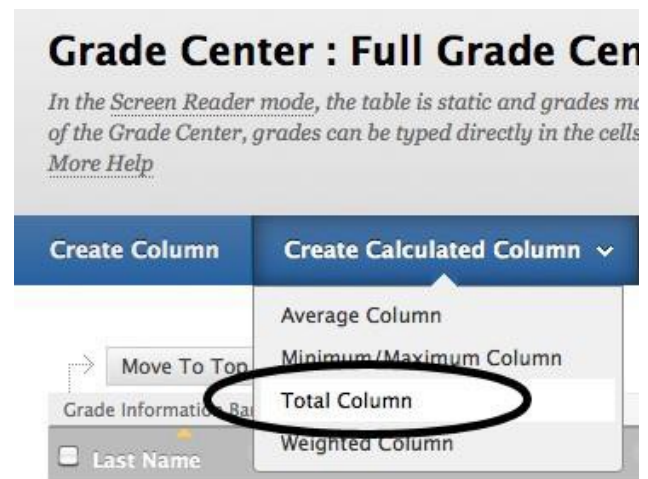 Grade Center : Full Grade Cen
In the Screen Reader mode, the table is static and grades ma
of the Grade Center, grades can be typed directly in the cells
More Help
Create Column
Create Calculated Column
Average Column
Minimum/Maximum Column
Move To Top
Total Column
Grade Information Ba
Weighted Column
Last Name